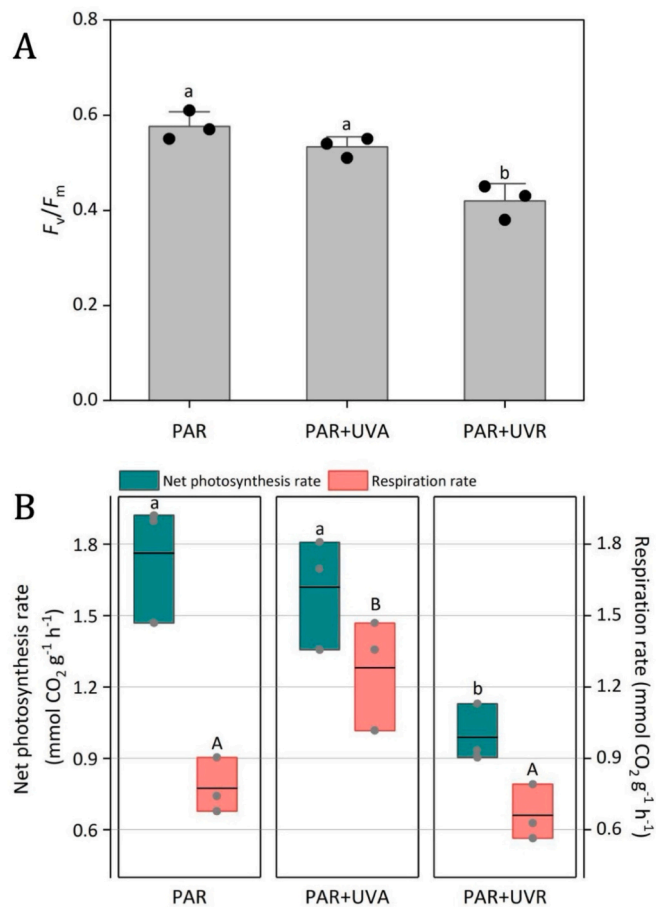 A
0.8
0.6
0.4
0.2
0.0
Fv/Fm
a
a
b
PAR
PAR+UVA
PAR+UVR
B
Net photosynthesis rate
Respiration rate
Net photosynthesis rate
(mmol CO₂ g⁻¹ h⁻¹)
1.8
1.5
1.2
0.9
0.6
a
A
a
B
b
A
1.8
1.5
1.2
0.9
0.6
Respiration rate (mmol CO₂ g⁻¹ h⁻¹)
PAR
PAR+UVA
PAR+UVR